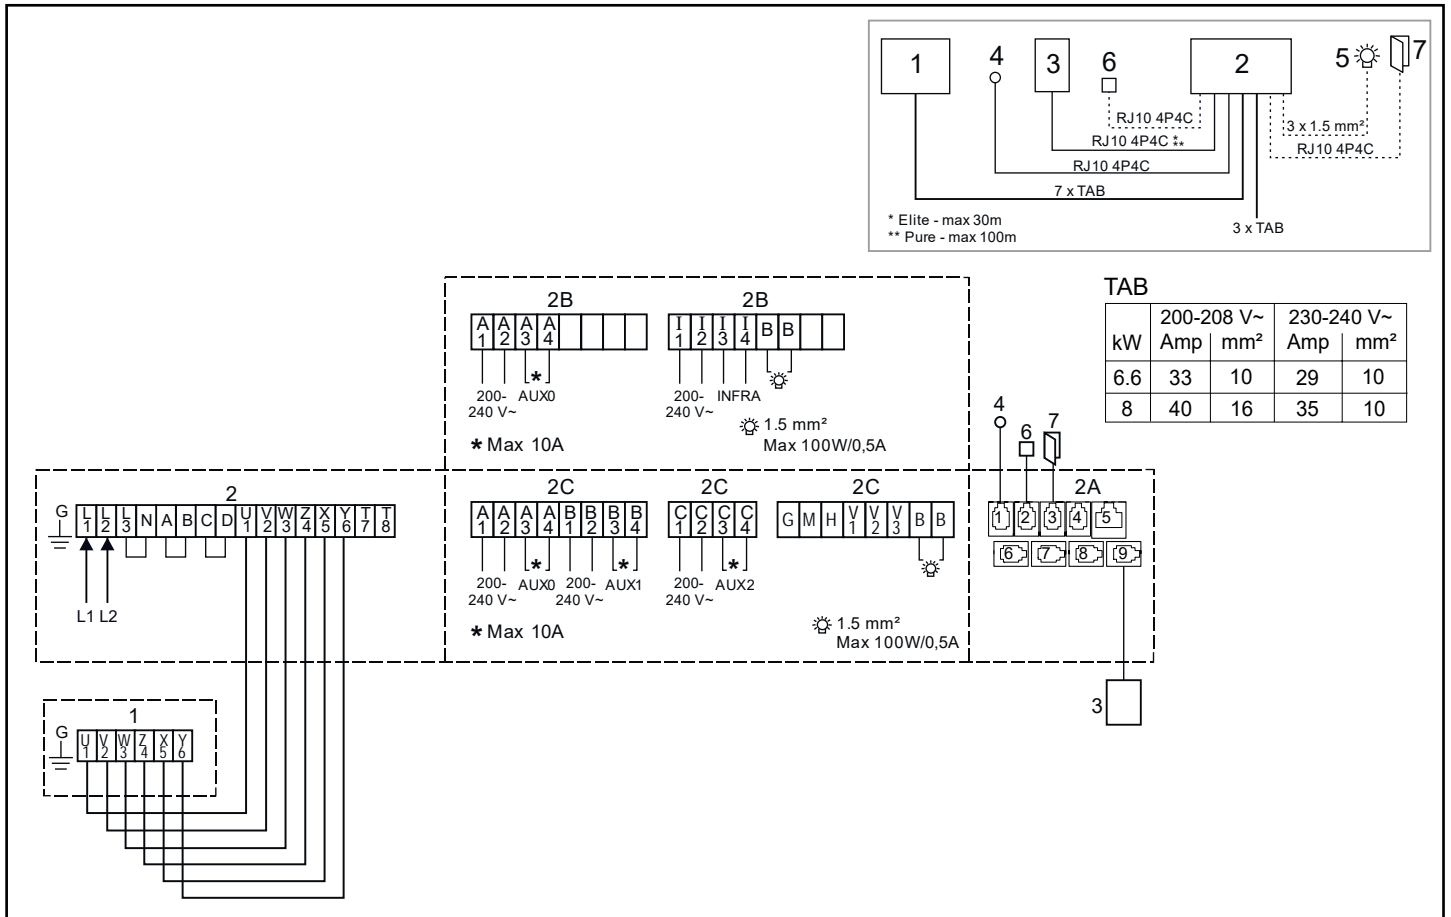 1 4 3 6 2 5 7
RJ10 4P4C
3 x 1.5 mm²
RJ10 4P4C * **
RJ10 4P4C
RJ10 4P4C
7 x TAB
* Elite - max 30m
** Pure - max 100m
3 x TAB
TAB
200-208 V~ 230-240 V~
kW Amp mm² Amp mm²
6.6 33 10 29 10
8 40 16 35 10
2B
A1 A2 A3 A4
*
200-240 V~ AUX0
* Max 10A
2B
I1 I2 I3 I4 B B
200-240 V~ INFRA
1.5 mm²
Max 100W/0,5A
4
6
7
2
G
L1 L2 L3 N A B C D U1 V2 W3 Z4 X5 Y6 T7 T8
L1 L2
2C
A1 A2 A3 A4 B1 B2 B3 B4
* *
200-240 V~ AUX0 200-240 V~ AUX1
* Max 10A
2C
C1 C2 C3 C4
*
200-240 V~ AUX2
2C
G M H V1 V2 V3 B B
1.5 mm²
Max 100W/0,5A
2A
1 2 3 4 5
6 7 8 9
3
1
G
U1 V2 W3 Z4 X5 Y6